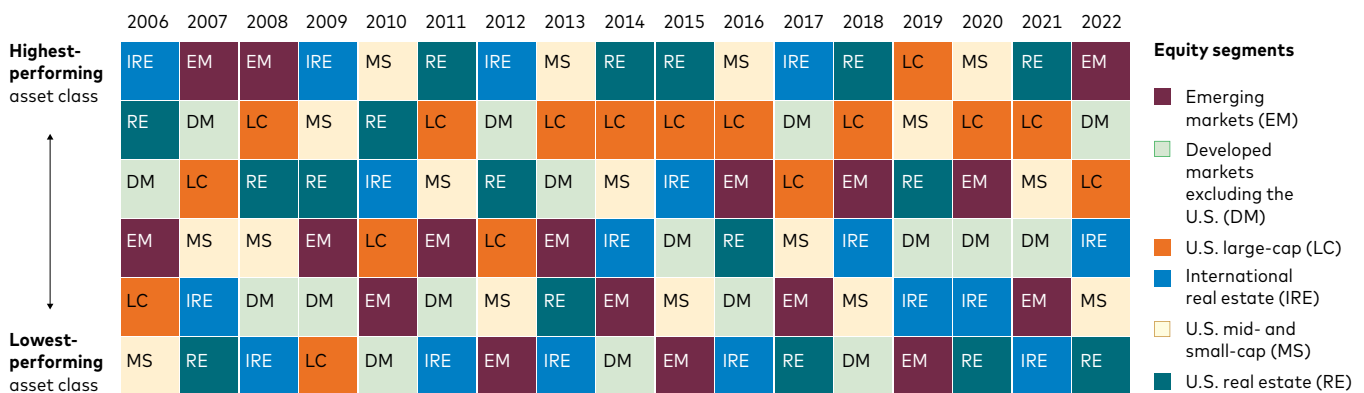 2006 2007 2008 2009 2010 2011 2012 2013 2014 2015 2016 2017 2018 2019 2020 2021 2022
Highest-
performing
asset class
IRE EM EM IRE MS RE IRE MS RE RE MS IRE RE LC MS RE EM
RE DM LC MS RE LC DM LC LC LC LC DM LC MS LC LC DM
DM LC RE RE IRE MS RE DM MS IRE EM LC EM RE EM MS LC
EM MS MS EM LC EM LC EM IRE DM RE MS IRE DM DM DM IRE
LC IRE DM DM EM DM MS RE EM MS DM EM MS IRE IRE EM MS
MS RE IRE LC DM IRE EM IRE DM EM IRE RE DM EM RE IRE RE
Lowest-
performing
asset class
Equity segments
Emerging
markets (EM)
Developed
markets
excluding the
U.S. (DM)
U.S. large-cap (LC)
International
real estate (IRE)
U.S. mid- and
small-cap (MS)
U.S. real estate (RE)